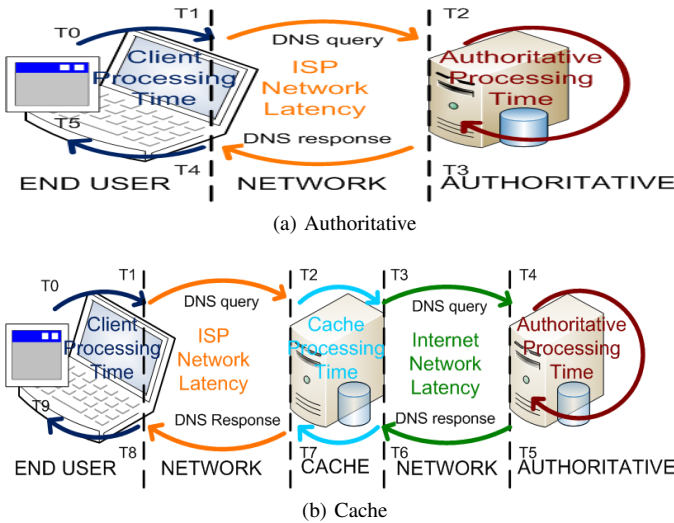 T0
T1
T2
Client
Processing
Time
DNS query
ISP
Network
Latency
Authoritative
Processing
Time
T5
DNS response
T4
T3
END USER
NETWORK
AUTHORITATIVE
(a) Authoritative
T0
T1
T2
T3
T4
DNS query
DNS query
Client
Processing
Time
ISP
Network
Latency
Cache
Processing
Time
Internet
Network
Latency
Authoritative
Processing
Time
T9
DNS Response
DNS response
T8
T7
T6
T5
END USER
NETWORK
CACHE
NETWORK
AUTHORITATIVE
(b) Cache